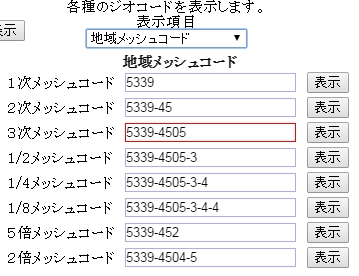 各種のジオコードを表示します。
表示項目
表示
地域メッシュコード
地域メッシュコード
1次メッシュコード 5339 表示
2次メッシュコード 5339-45 表示
3次メッシュコード 5339-4505 表示
1/2メッシュコード 5339-4505-3 表示
1/4メッシュコード 5339-4505-3-4 表示
1/8メッシュコード 5339-4505-3-4-4 表示
5倍メッシュコード 5339-452 表示
2倍メッシュコード 5339-4504-5 表示